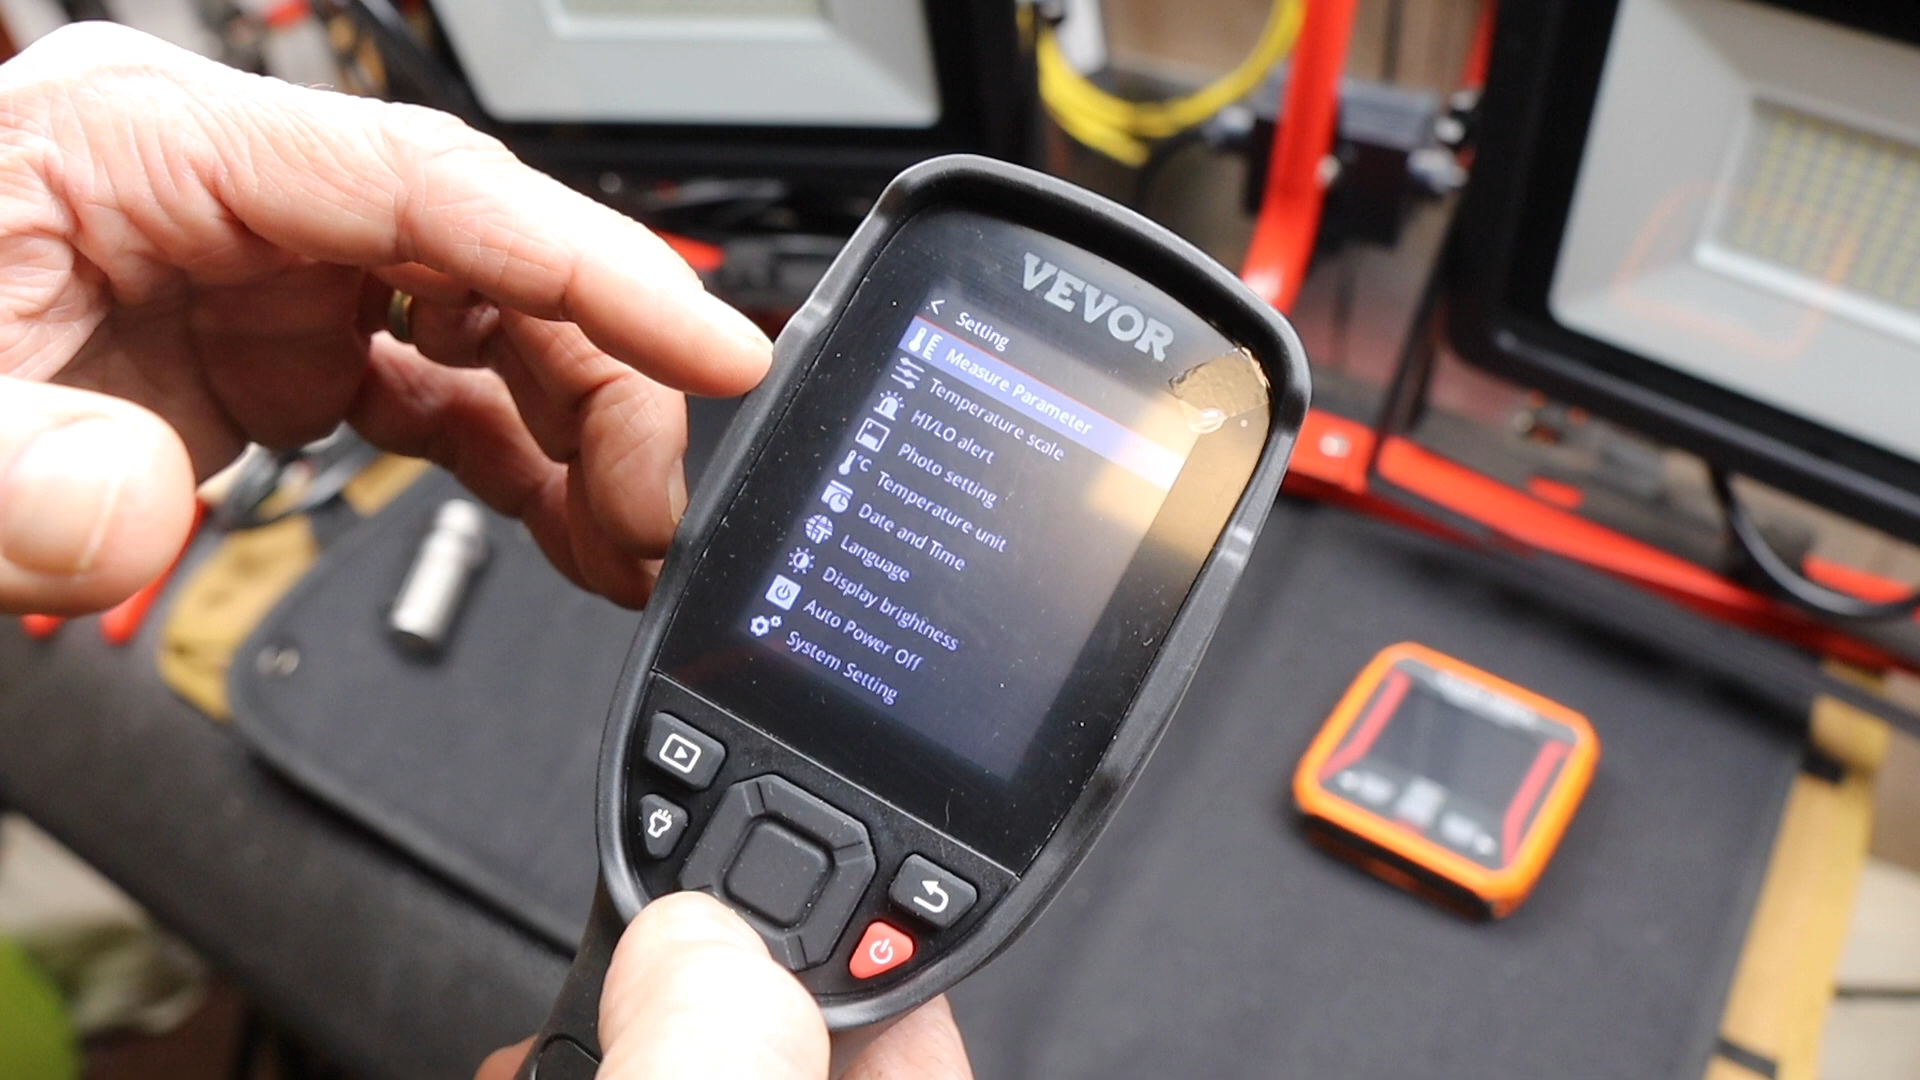 VEVOR
Setting
Measure Parameter
Temperature scale
HI/LO alert
Photo setting
°C Temperature unit
Date and Time
Language
Display brightness
Auto Power Off
System Setting